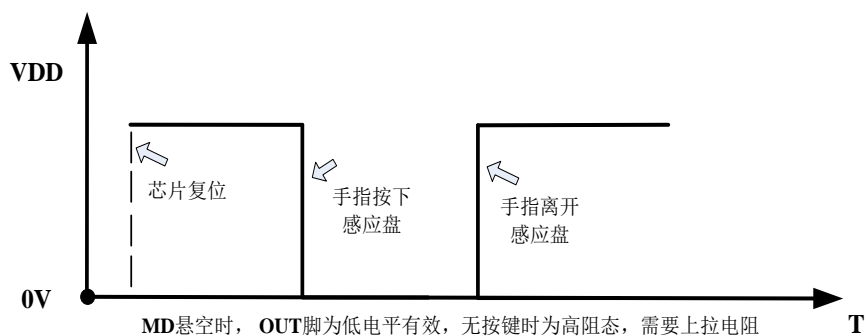 VDD
芯片复位
手指按下
感应盘
手指离开
感应盘
0V
T
MD悬空时， OUT脚为低电平有效，无按键时为高阻态，需要上拉电阻